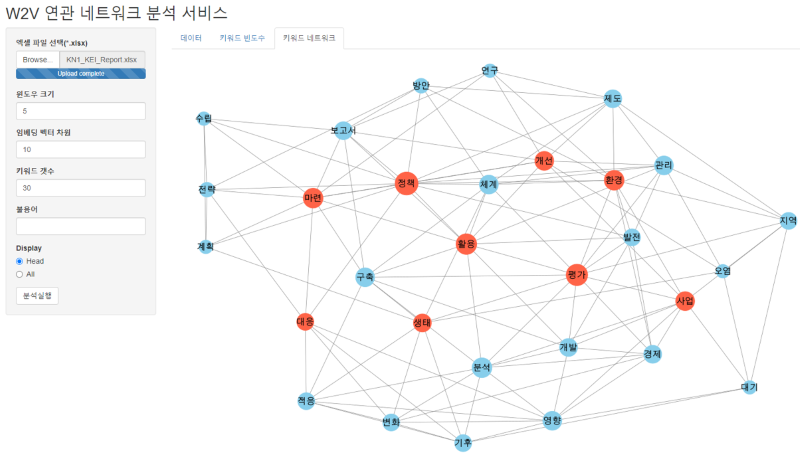 W2V 연관 네트워크 분석 서비스
엑셀 파일 선택(*.xlsx)
Browse... KN1_KEI_Report.xlsx
Upload complete
윈도우 크기
5
임베딩 벡터 차원
10
키워드 갯수
30
불용어
Display
Head
All
분석실행
데이터 키워드 빈도수 키워드 네트워크
연구
방안
제도
수립
보고서
개선
관리
정책
체계
환경
전략
마련
지역
계획
활용
발전
구축
평가
오염
사업
대응
생태
개발
경제
분석
대기
적응
변화
영향
기후